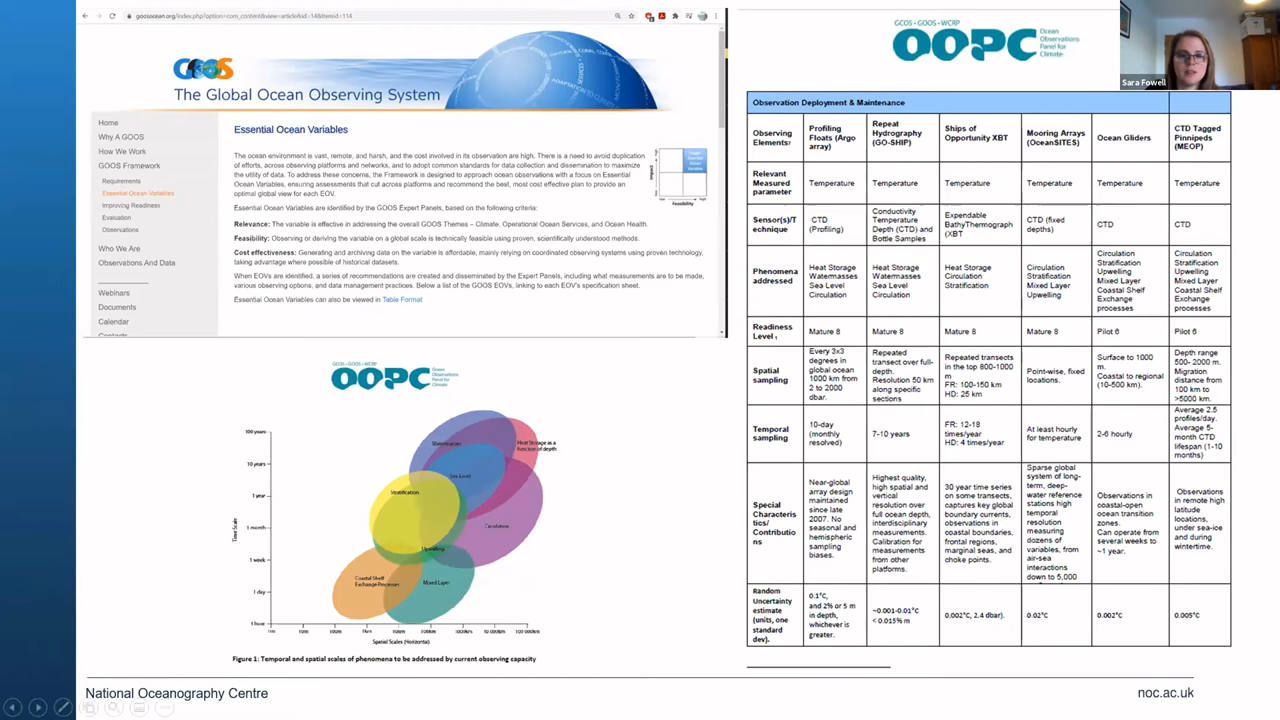 goosocean.org/index.php?option=com_content&view=article&id=14&Itemid=114
GOOS
The Global Ocean Observing System
Home
Why A GOOS
How We Work
GOOS Framework
Requirements
Essential Ocean Variables
Improving Readiness
Evaluation
Observations
Who We Are
Observations And Data
Webinars
Documents
Calendar
Contacts
Essential Ocean Variables
The ocean environment is vast, remote, and harsh, and the cost involved in its observation are high. There is a need to avoid duplication
of efforts, across observing platforms and networks, and to adopt common standards for data collection and dissemination to maximize
the utility of data. To address these concerns, the Framework is designed to approach ocean observations with a focus on Essential
Ocean Variables, ensuring assessments that cut across platforms and recommend the best, most cost effective plan to provide an
optimal global view for each EOV.
Essential Ocean Variables are identified by the GOOS Expert Panels, based on the following criteria:
Relevance: The variable is effective in addressing the overall GOOS Themes – Climate, Operational Ocean Services, and Ocean Health.
Feasibility: Observing or deriving the variable on a global scale is technically feasible using proven, scientifically understood methods.
Cost effectiveness: Generating and archiving data on the variable is affordable, mainly relying on coordinated observing systems using proven technology,
taking advantage where possible of historical datasets.
When EOVs are identified, a series of recommendations are created and disseminated by the Expert Panels, including what measurements are to be made,
various observing options, and data management practices. Below a list of the GOOS EOVs, linking to each EOV's specification sheet.
Essential Ocean Variables can also be viewed in Table Format
Impact
Feasibility
GCOS • GOOS • WCRP
OOPC
Ocean
Observations
Panel for
Climate
Sara Fowell
Observation Deployment & Maintenance
Observing Elements7
Profiling Floats (Argo array)
Repeat Hydrography (GO-SHIP)
Ships of Opportunity XBT
Mooring Arrays (OceanSITES)
Ocean Gliders
CTD Tagged Pinnipeds (MEOP)
Relevant Measured parameter
Temperature
Temperature
Temperature
Temperature
Temperature
Temperature
Sensor(s)/Technique
CTD (Profiling)
Conductivity Temperature Depth (CTD) and Bottle Samples
Expendable BathyThermograph (XBT
CTD (fixed depths)
CTD
CTD
Phenomena addressed
Heat Storage Watermasses Sea Level Circulation
Heat Storage Watermasses Sea Level Circulation
Heat Storage Circulation Stratification
Circulation Stratification Mixed Layer Upwelling
Circulation Stratification Upwelling Mixed Layer Coastal Shelf Exchange processes
Circulation Stratification Upwelling Mixed Layer Coastal Shelf Exchange processes
Readiness Level 1
Mature 8
Mature 8
Mature 8
Mature 8
Pilot 6
Pilot 6
Spatial sampling
Every 3x3 degrees in global ocean 1000 km from 2 to 2000 dbar.
Repeated transect over full-depth. Resolution 50 km along specific sections
Repeated transects in the top 800-1000 m FR: 100-150 km HD: 25 km
Point-wise, fixed locations.
Surface to 1000 m. Coastal to regional (10-500 km).
Depth range 500- 2000 m. Migration distance from 100 km to >5000 km.
Temporal sampling
10-day (monthly resolved)
7-10 years
FR: 12-18 times/year HD: 4 times/year
At least hourly for temperature
2-6 hourly
Average 2.5 profiles/day. Average 5-month CTD lifespan (1-10 months)
Special Characteristics/ Contributions
Near-global array design maintained since late 2007. No seasonal and hemispheric sampling biases.
Highest quality, high spatial and vertical resolution over full ocean depth, interdisciplinary measurements. Calibration for measurements from other platforms.
30 year time series on some transects, captures key global boundary currents, observations in coastal boundaries, frontal regions, marginal seas, and choke points.
Sparse global system of long-term, deep-water reference stations high temporal resolution measuring dozens of variables, from air-sea interactions down to 5,000
Observations in coastal-open ocean transition zones. Can operate from several weeks to ~1 year.
Observations in remote high latitude locations, under sea-ice and during wintertime.
Random Uncertainty estimate (units, one standard dev).
0.1°C, and 2% or 5 m in depth, whichever is greater.
~0.001-0.01°C < 0.015% m
0.002°C, 2.4 dbar).
0.02°C
0.002°C
0.005°C
GCOS • GOOS • WCRP
OOPC
Ocean
Observations
Panel for
Climate
Time Scale
100 years
10 years
1 year
1 month
1 week
1 day
1 hour
Watermasses
Heat Storage as a function of depth
Sea Level
Stratification
Circulation
Upwelling
Coastal Shelf Exchange Processes
Mixed Layer
Spatial Scales (Horizontal)
Figure 1: Temporal and spatial scales of phenomena to be addressed by current observing capacity
National Oceanography Centre
noc.ac.uk